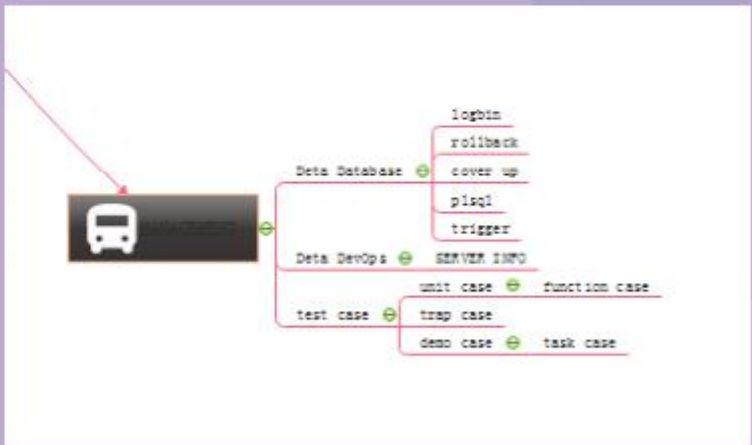 logbin
rollback
Deta Database
cover up
plsql
trigger
Deta DevOps
SERVER INFO
unit case
function case
test case
trap case
demo case
task case